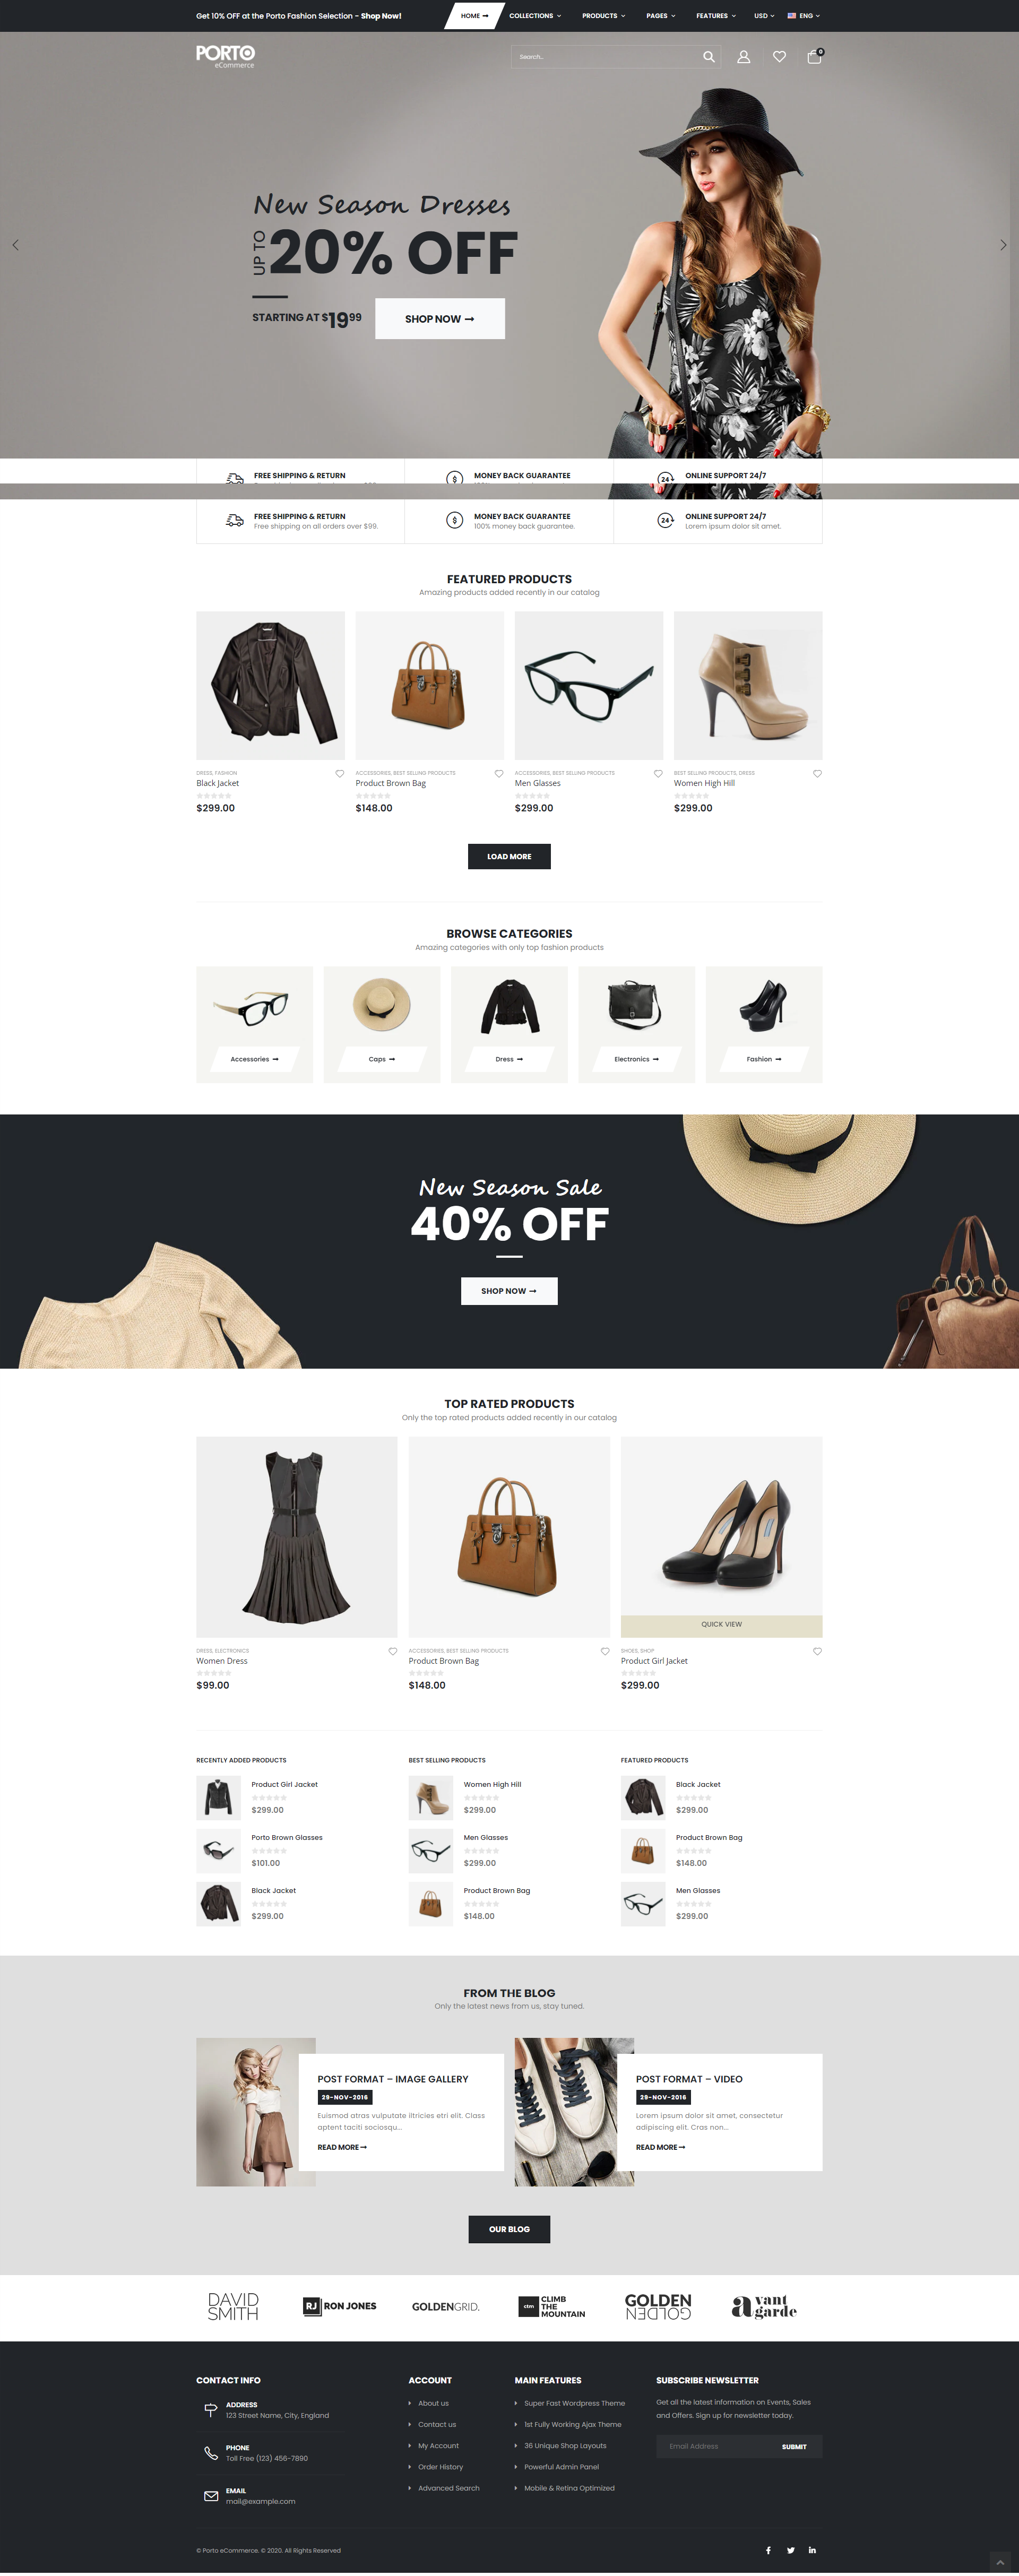 Get 10% OFF at the Porto Fashion Selection - Shop Now!
HOME
COLLECTIONS
PRODUCTS
PAGES
FEATURES
USD
ENG
PORTO
eCommerce
Search...
0
New Season Dresses
UP TO
20% OFF
STARTING AT $1999
SHOP NOW
FREE SHIPPING & RETURN
MONEY BACK GUARANTEE
24
ONLINE SUPPORT 24/7
FREE SHIPPING & RETURN
Free shipping on all orders over $99.
$
MONEY BACK GUARANTEE
100% money back guarantee.
24
ONLINE SUPPORT 24/7
Lorem ipsum dolor sit amet.
FEATURED PRODUCTS
Amazing products added recently in our catalog
DRESS, FASHION
Black Jacket
$299.00
ACCESSORIES, BEST SELLING PRODUCTS
Product Brown Bag
$148.00
ACCESSORIES, BEST SELLING PRODUCTS
Men Glasses
$299.00
BEST SELLING PRODUCTS, DRESS
Women High Hill
$299.00
LOAD MORE
BROWSE CATEGORIES
Amazing categories with only top fashion products
Accessories
Caps
Dress
Electronics
Fashion
New Season Sale
40% OFF
SHOP NOW
TOP RATED PRODUCTS
Only the top rated products added recently in our catalog
QUICK VIEW
DRESS, ELECTRONICS
Women Dress
$99.00
ACCESSORIES, BEST SELLING PRODUCTS
Product Brown Bag
$148.00
SHOES, SHOP
Product Girl Jacket
$299.00
RECENTLY ADDED PRODUCTS
Product Girl Jacket
$299.00
Porto Brown Glasses
$101.00
Black Jacket
$299.00
BEST SELLING PRODUCTS
Women High Hill
$299.00
Men Glasses
$299.00
Product Brown Bag
$148.00
FEATURED PRODUCTS
Black Jacket
$299.00
Product Brown Bag
$148.00
Men Glasses
$299.00
FROM THE BLOG
Only the latest news from us, stay tuned.
POST FORMAT – IMAGE GALLERY
29-NOV-2016
Euismod atras vulputate iltricies etri elit. Class
aptent taciti sociosqu...
READ MORE
POST FORMAT – VIDEO
29-NOV-2016
Lorem ipsum dolor sit amet, consectetur
adipiscing elit. Cras non...
READ MORE
OUR BLOG
DAVID
SMITH
RJ RON JONES
GOLDENGRID.
ctm
CLIMB
THE
MOUNTAIN
GOLDEN
GOLDEN
avant
garde
CONTACT INFO
ADDRESS
123 Street Name, City, England
PHONE
Toll Free (123) 456-7890
EMAIL
mail@example.com
ACCOUNT
About us
Contact us
My Account
Order History
Advanced Search
MAIN FEATURES
Super Fast Wordpress Theme
1st Fully Working Ajax Theme
36 Unique Shop Layouts
Powerful Admin Panel
Mobile & Retina Optimized
SUBSCRIBE NEWSLETTER
Get all the latest information on Events, Sales
and Offers. Sign up for newsletter today.
Email Address
SUBMIT
© Porto eCommerce. © 2020. All Rights Reserved